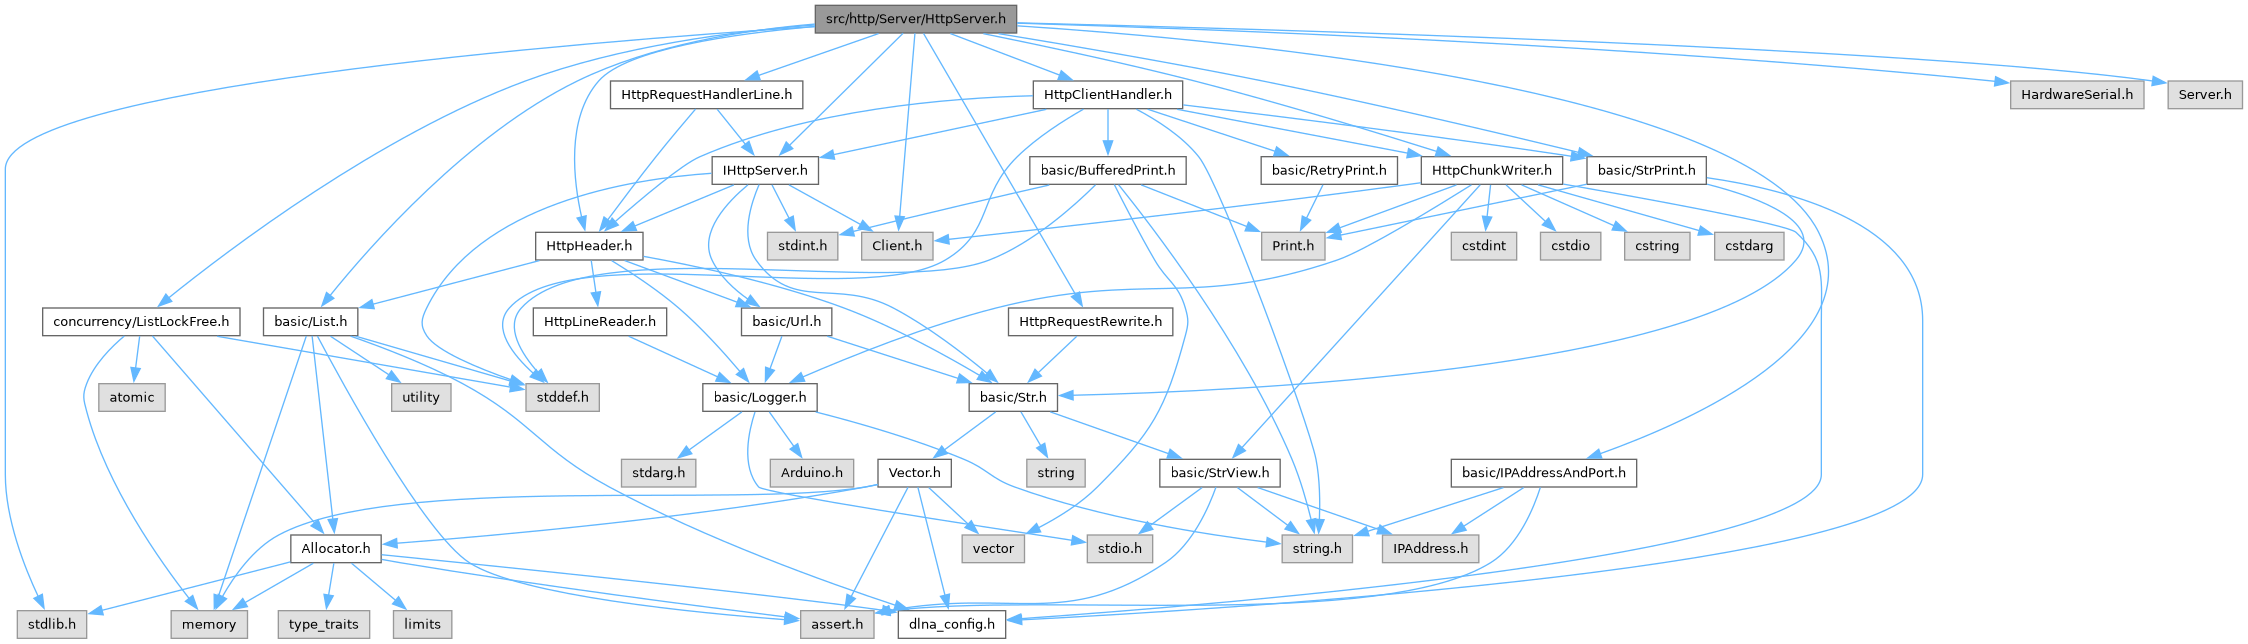 src/http/Server/HttpServer.h
HttpRequestHandlerLine.h
HttpClientHandler.h
HardwareSerial.h
Server.h
IHttpServer.h
basic/BufferedPrint.h
basic/RetryPrint.h
HttpChunkWriter.h
basic/StrPrint.h
HttpHeader.h
stdint.h
Client.h
Print.h
cstdint
cstdio
cstring
cstdarg
concurrency/ListLockFree.h
basic/List.h
HttpLineReader.h
basic/Url.h
HttpRequestRewrite.h
atomic
utility
stddef.h
basic/Logger.h
basic/Str.h
stdarg.h
Arduino.h
Vector.h
string
basic/StrView.h
basic/IPAddressAndPort.h
Allocator.h
vector
stdio.h
string.h
IPAddress.h
stdlib.h
memory
type_traits
limits
assert.h
dlna_config.h